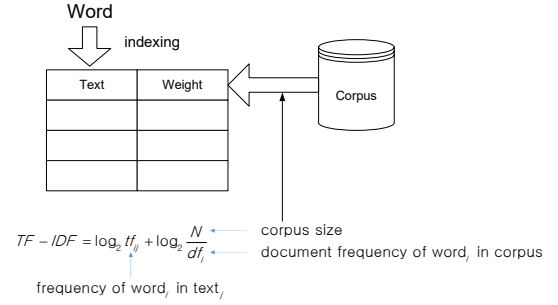 Word
indexing
Text Weight
Corpus
TF – IDF = log₂ tfᵢⱼ + log₂ N/dfᵢ
corpus size
document frequency of wordᵢ in corpus
frequency of wordᵢ in textⱼ